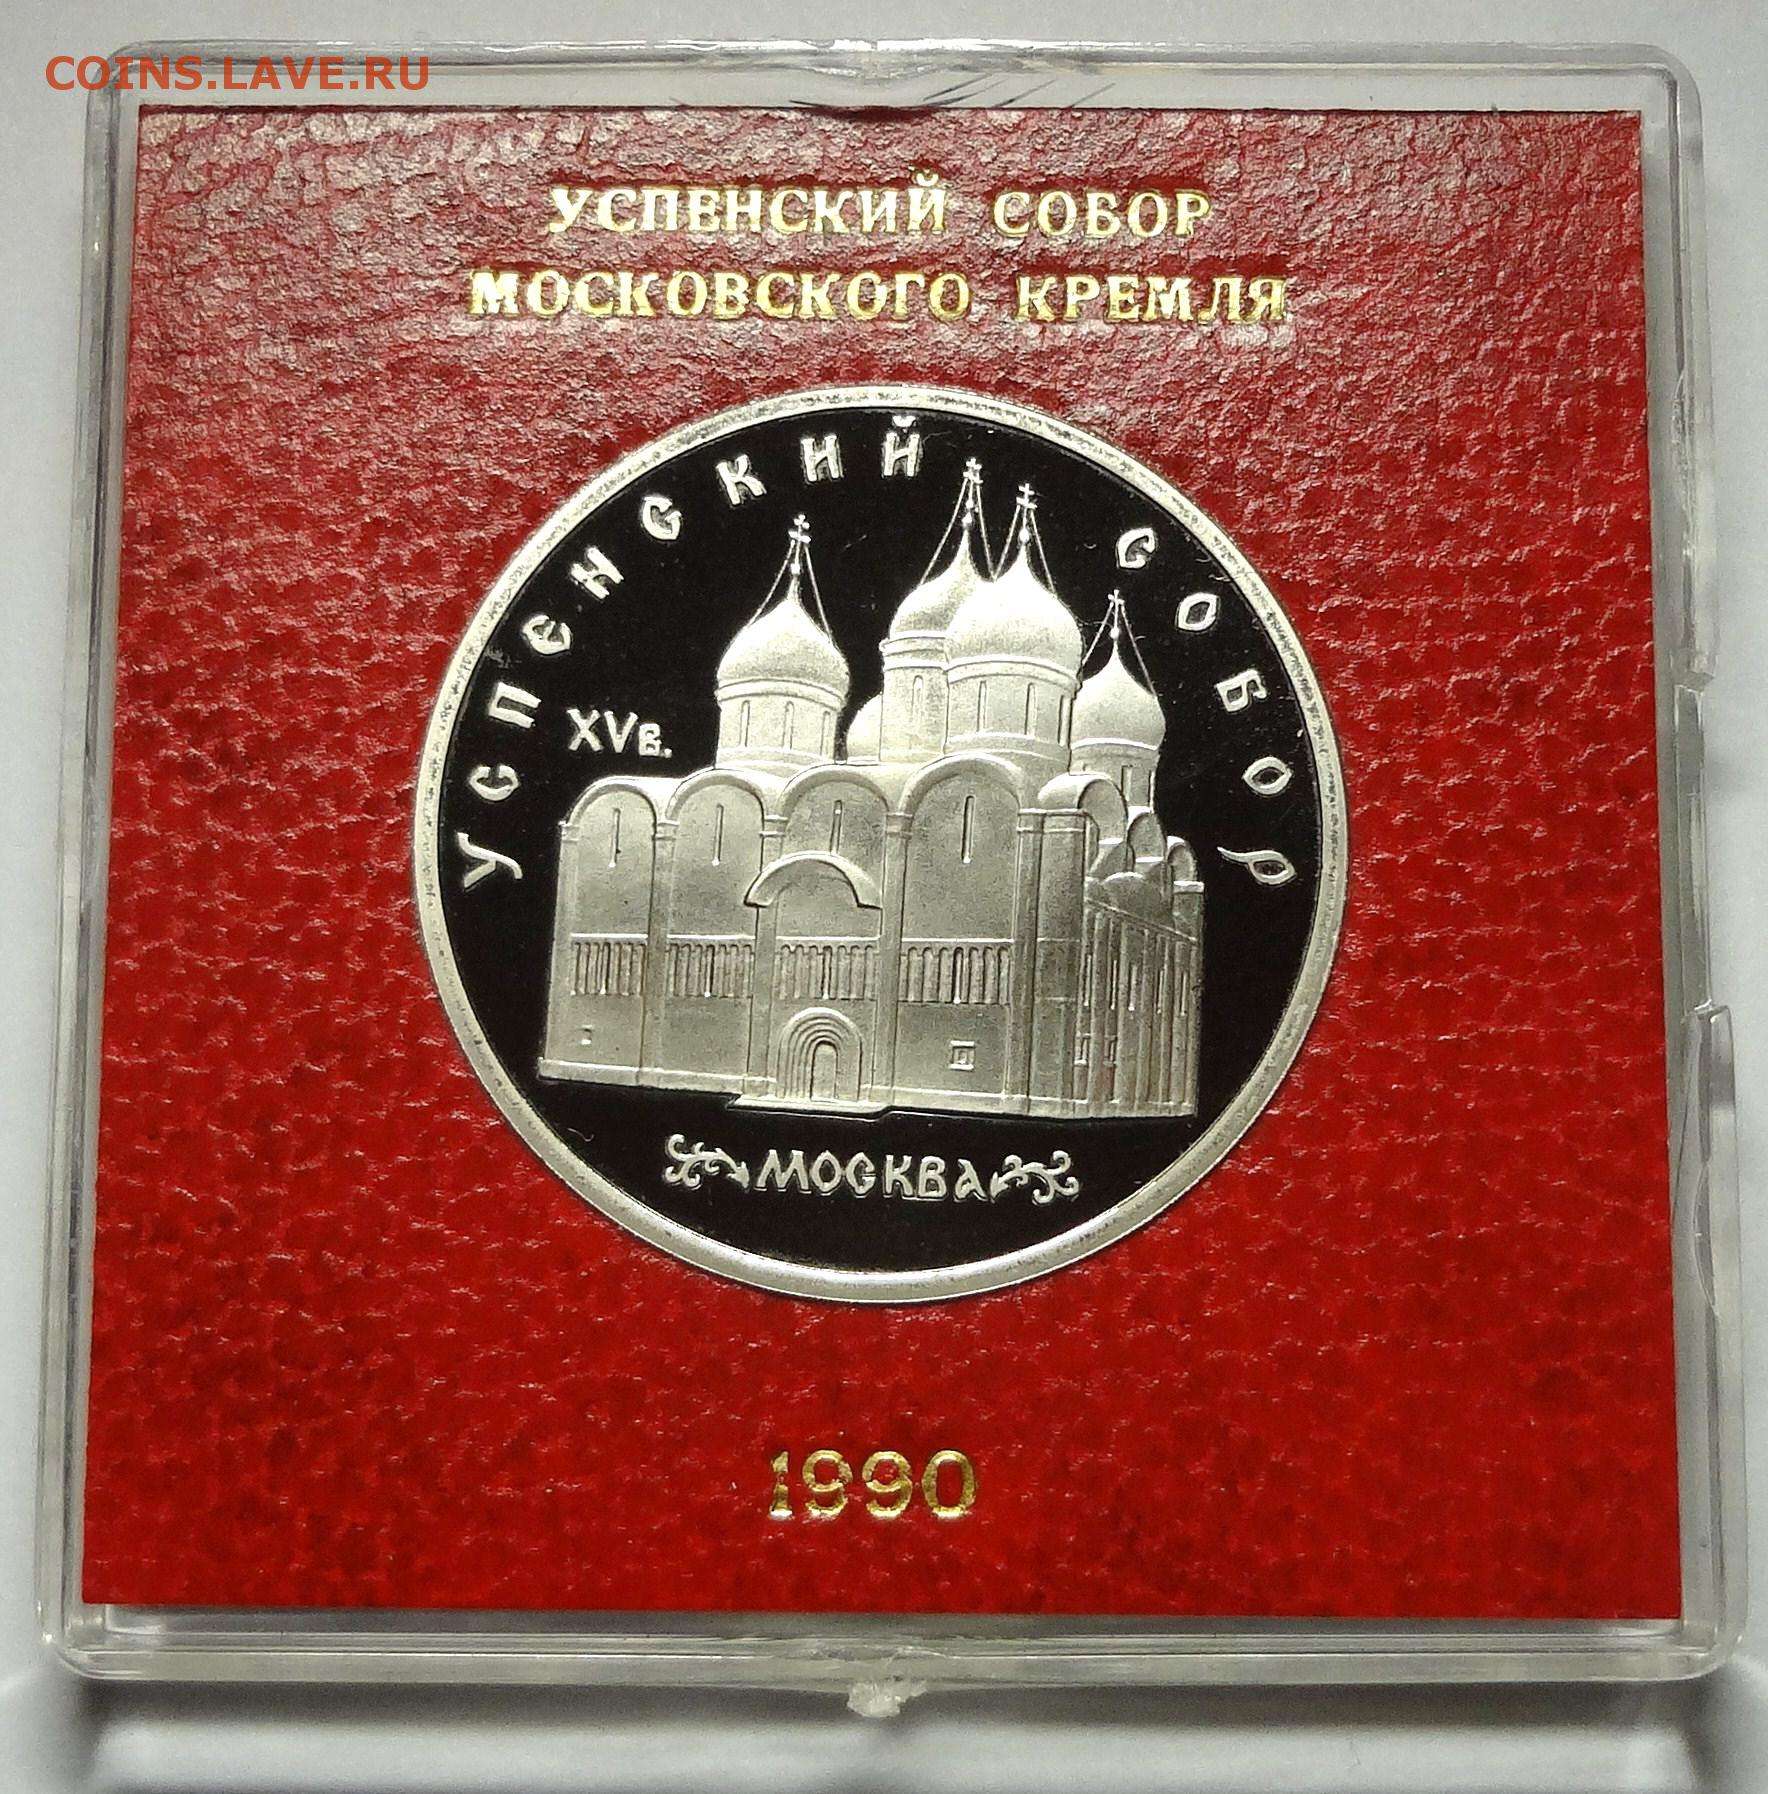 COINS.LAVE.RU
УСПЕНСКИЙ СОБОР
МОСКОВСКОГО КРЕМЛЯ
УСПЕНСКИЙ СОБОР
XVв.
МОСКВА
1990